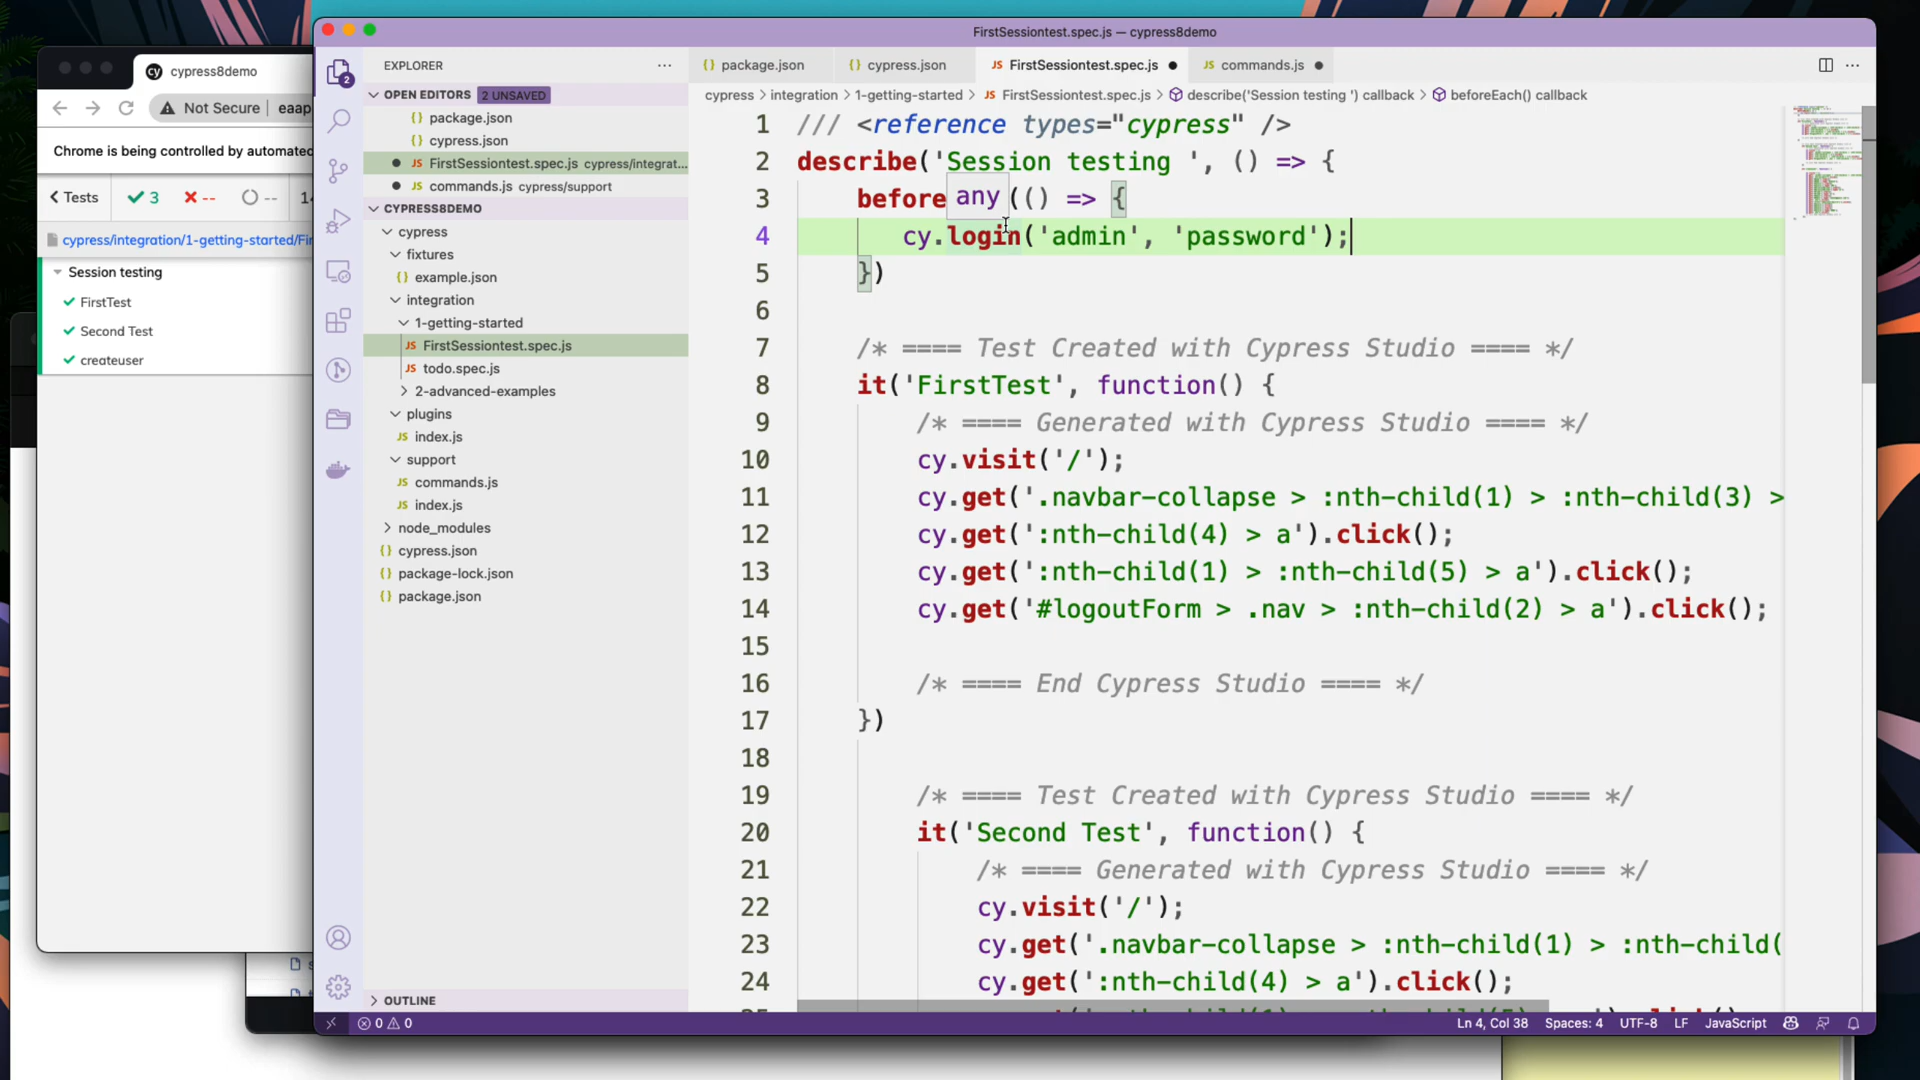 FirstSessiontest.spec.js — cypress8demo
cypress8demo
Not Secure | eaap
Chrome is being controlled by automated
Tests 3 -- --
cypress/integration/1-getting-started/Fir
Session testing
FirstTest
Second Test
createuser
EXPLORER
OPEN EDITORS 2 UNSAVED
package.json
cypress.json
FirstSessiontest.spec.js cypress/integrat...
commands.js cypress/support
CYPRESS8DEMO
cypress
fixtures
example.json
integration
1-getting-started
FirstSessiontest.spec.js
todo.spec.js
2-advanced-examples
plugins
index.js
support
commands.js
index.js
node_modules
cypress.json
package-lock.json
package.json
OUTLINE
package.json cypress.json FirstSessiontest.spec.js commands.js
cypress > integration > 1-getting-started > FirstSessiontest.spec.js > describe('Session testing ') callback > beforeEach() callback
1 /// <reference types="cypress" />
2 describe('Session testing ', () => {
3 before any (() => {
4 cy.login('admin', 'password');
5 })
6
7 /* ==== Test Created with Cypress Studio ==== */
8 it('FirstTest', function() {
9 /* ==== Generated with Cypress Studio ==== */
10 cy.visit('/');
11 cy.get('.navbar-collapse > :nth-child(1) > :nth-child(3) >
12 cy.get(':nth-child(4) > a').click();
13 cy.get(':nth-child(1) > :nth-child(5) > a').click();
14 cy.get('#logoutForm > .nav > :nth-child(2) > a').click();
15
16 /* ==== End Cypress Studio ==== */
17 })
18
19 /* ==== Test Created with Cypress Studio ==== */
20 it('Second Test', function() {
21 /* ==== Generated with Cypress Studio ==== */
22 cy.visit('/');
23 cy.get('.navbar-collapse > :nth-child(1) > :nth-child(
24 cy.get(':nth-child(4) > a').click();
0 0
Ln 4, Col 38 Spaces: 4 UTF-8 LF JavaScript